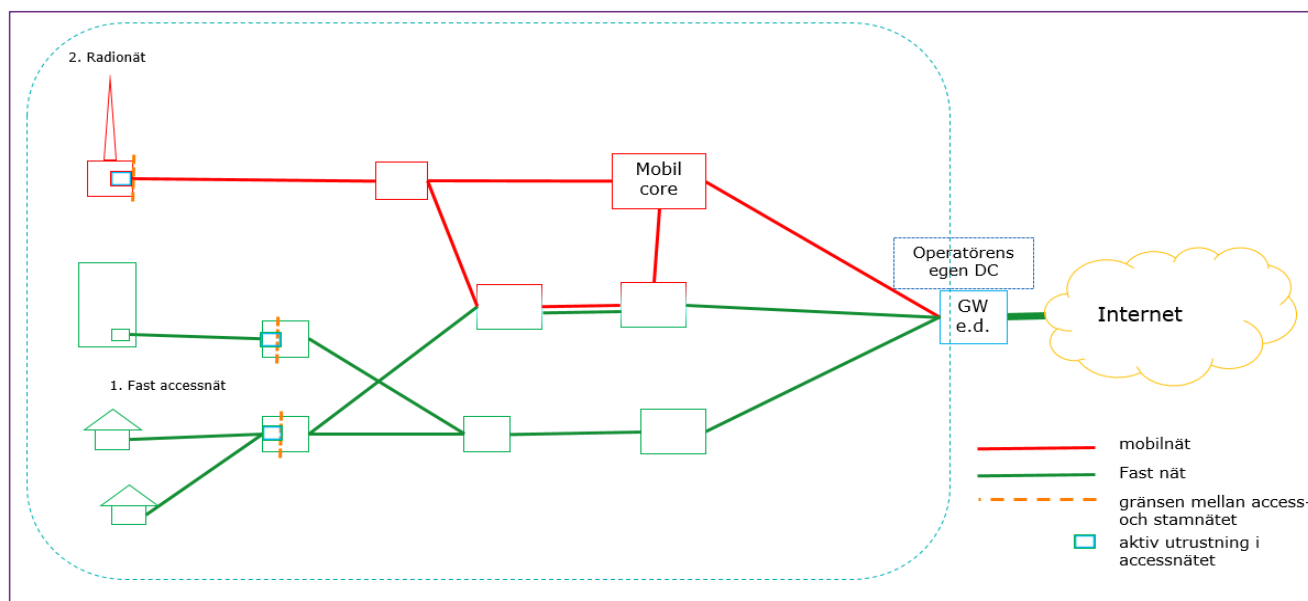 2. Radionät
Mobil
core
Operatörens
egen DC
GW
e.d.
Internet
1. Fast accessnät
mobilnät
Fast nät
gränsen mellan access-
och stamnätet
aktiv utrustning i
accessnätet